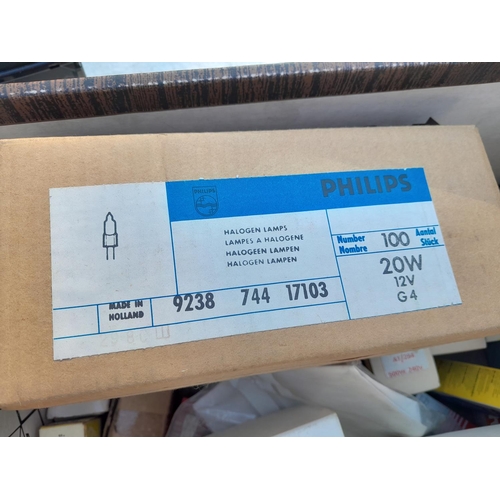 PHILIPS
PHILIPS
HALOGEN LAMPS
LAMPES A HALOGENE
HALOGEEN LAMPEN
HALOGEN LAMPEN
Number Nombre 100 Aantal Stück
20W
12V
G4
MADE IN HOLLAND
9238 744 17103